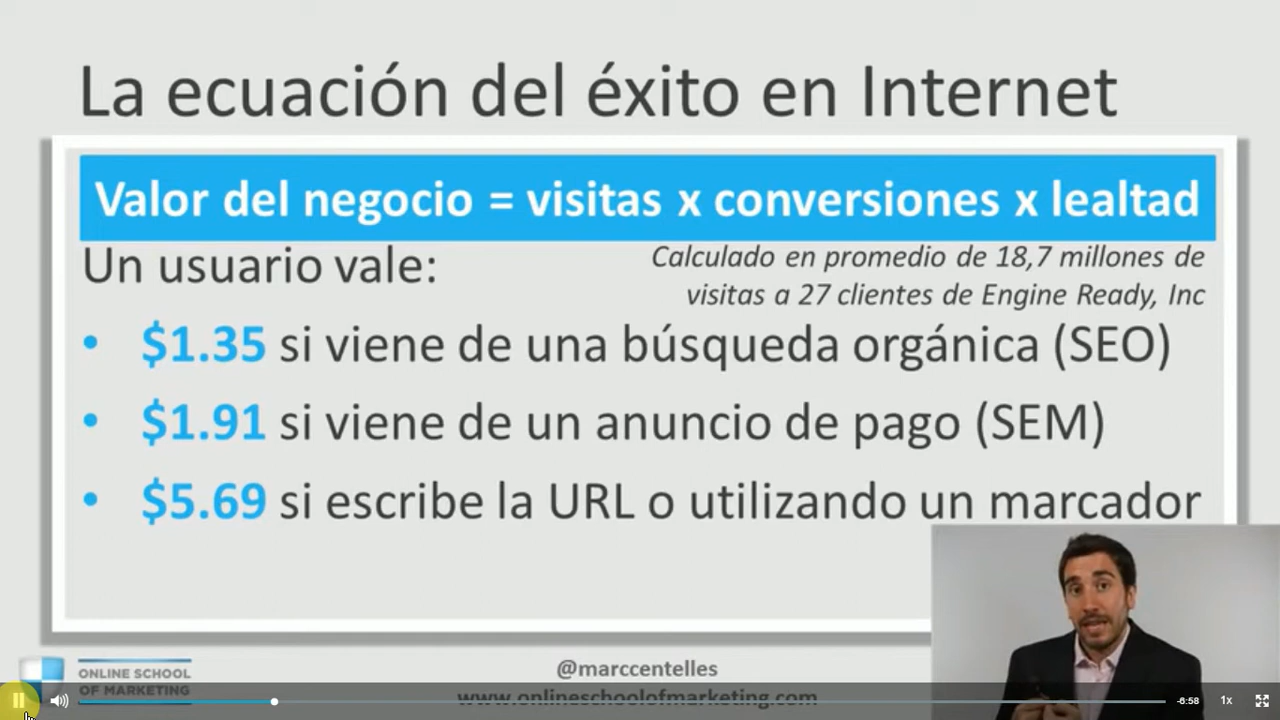 La ecuación del éxito en Internet
Valor del negocio = visitas x conversiones x lealtad
Un usuario vale:
Calculado en promedio de 18,7 millones de
visitas a 27 clientes de Engine Ready, Inc
• $1.35 si viene de una búsqueda orgánica (SEO)
• $1.91 si viene de un anuncio de pago (SEM)
• $5.69 si escribe la URL o utilizando un marcador
ONLINE SCHOOL
OF MARKETING
@marccentelles
www.onlineschoolofmarketing.com
-6:58
1x